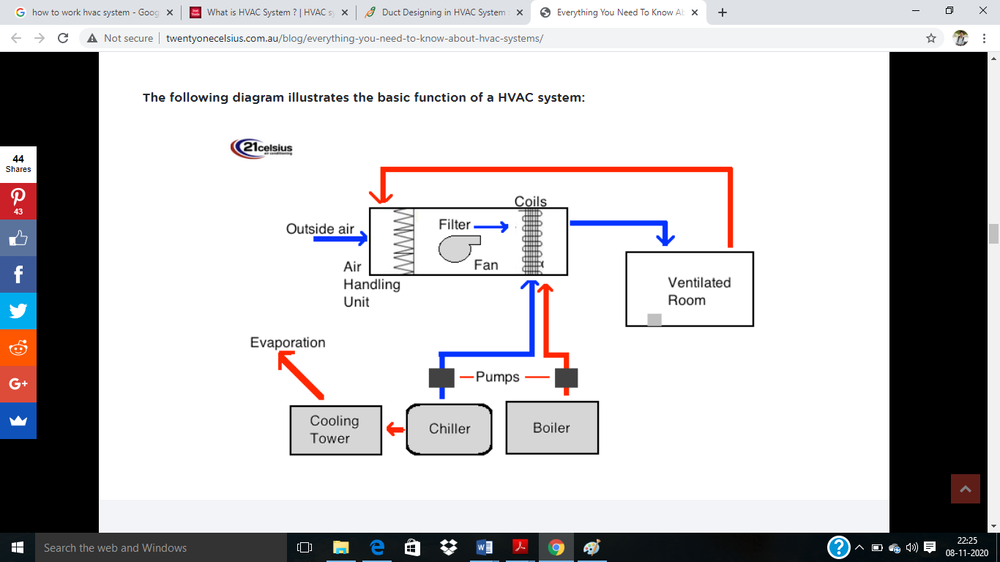 how to work hvac system - Goog
What is HVAC System ? | HVAC sy
Duct Designing in HVAC System
Everything You Need To Know Ab
Not secure | twentyonecelsius.com.au/blog/everything-you-need-to-know-about-hvac-systems/
The following diagram illustrates the basic function of a HVAC system:
21celsius
air conditioning
44
Shares
43
G+
Coils
Outside air
Filter
Fan
Air
Handling
Unit
Ventilated
Room
Evaporation
Pumps
Cooling
Tower
Chiller
Boiler
Search the web and Windows
22:25
08-11-2020